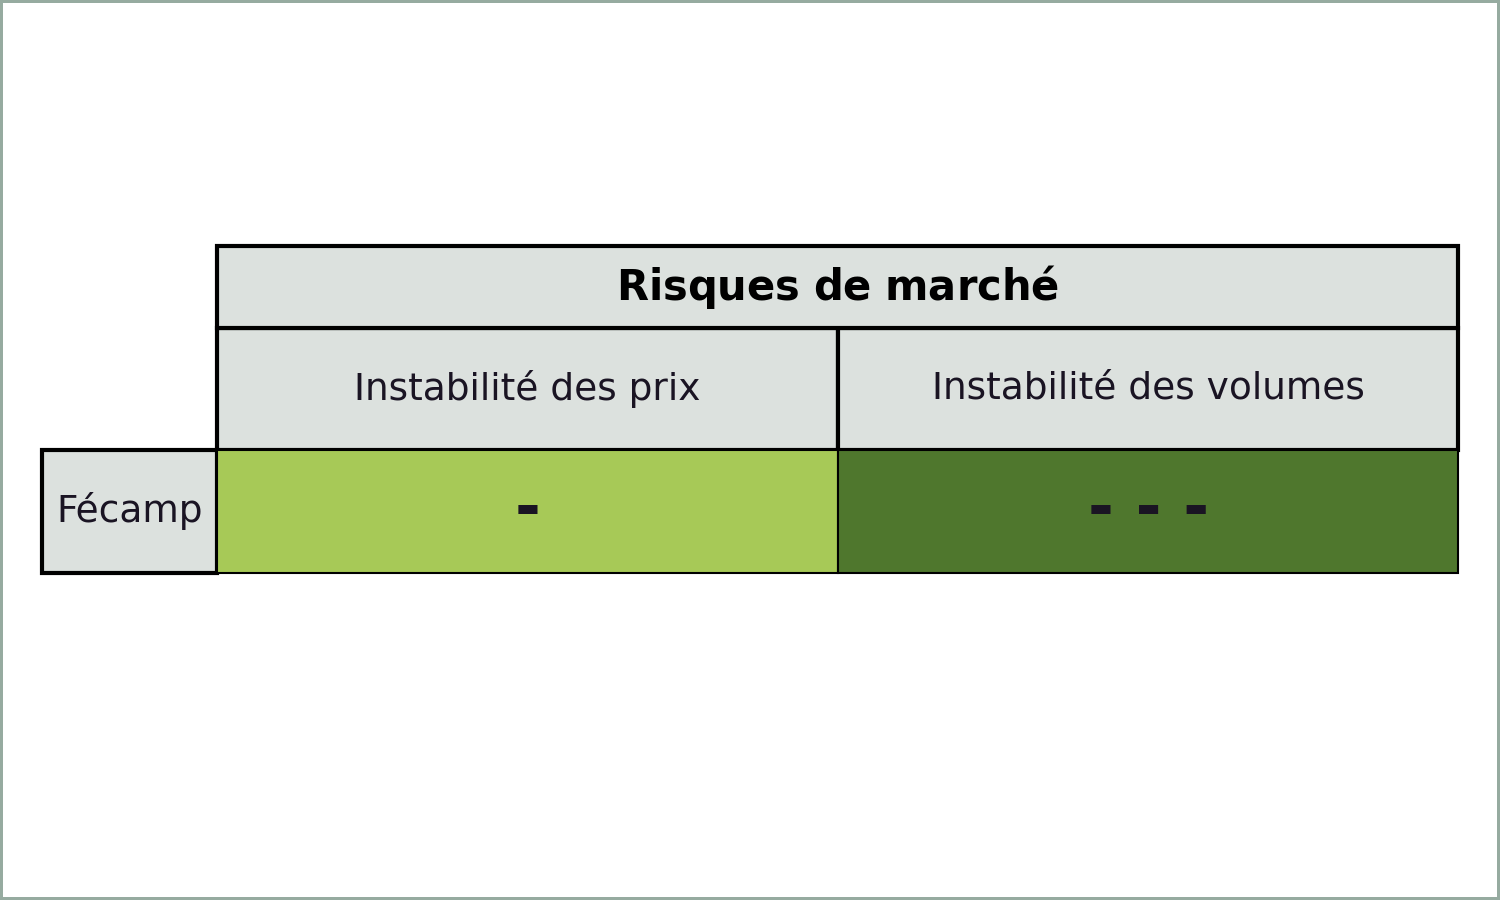 Risques de marché
Instabilité des prix
Instabilité des volumes
Fécamp
-
- - -